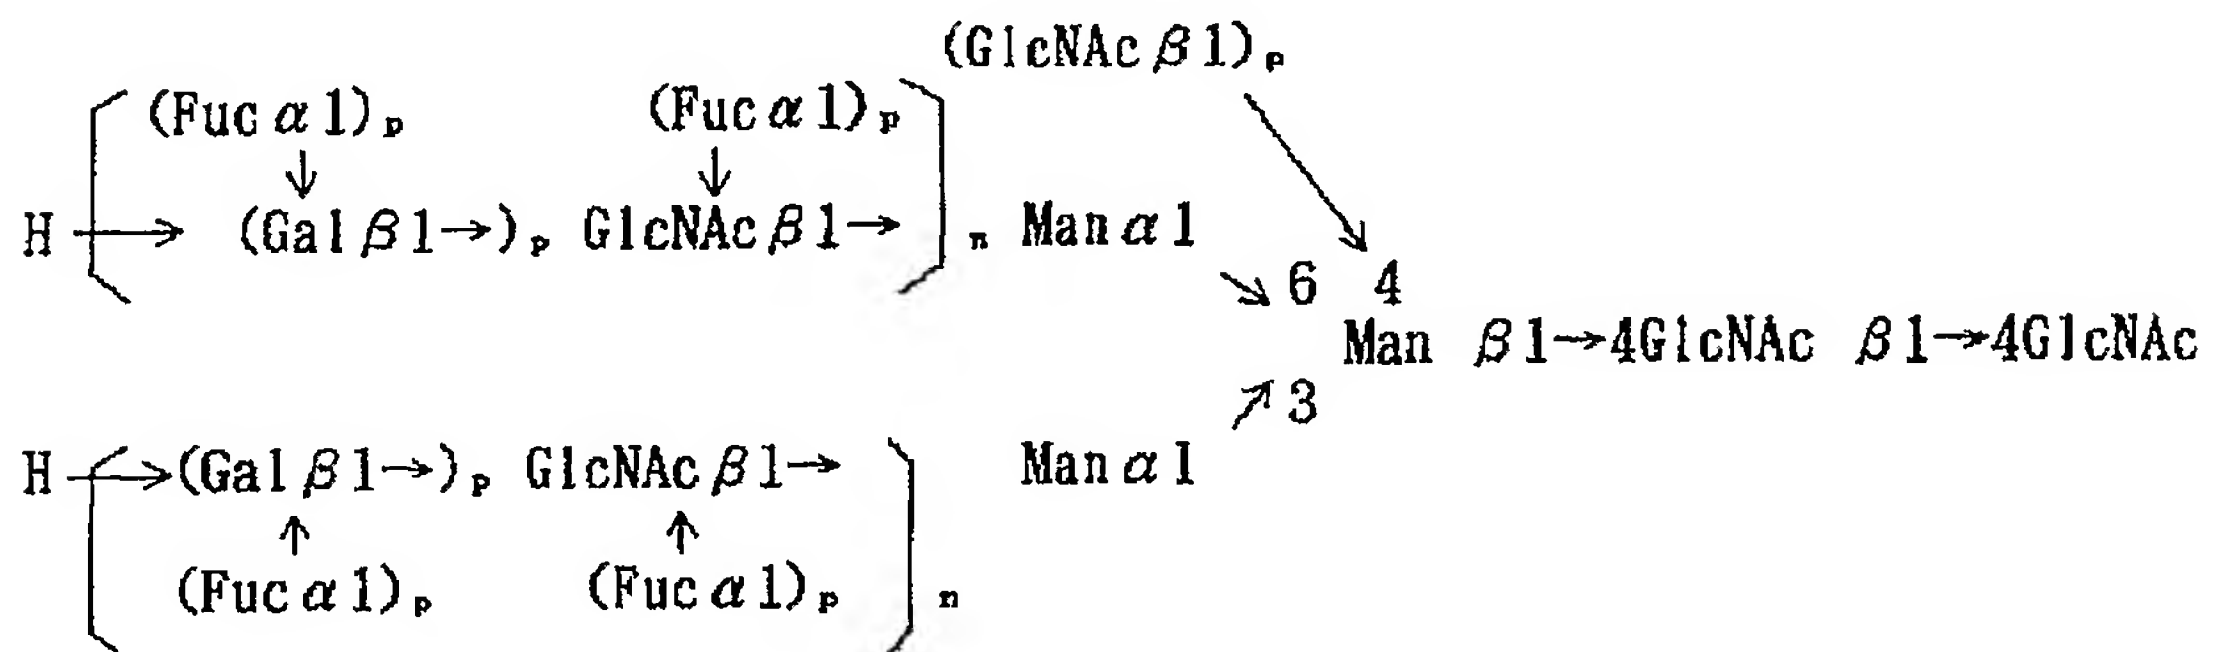 (GlcNAcβ1)p
(Fucα1)p (Fucα1)p
↓ ↓
H → (Galβ1→)p GlcNAcβ1→ n Manα1
↘ 6 4
Man β1→4GlcNAc β1→4GlcNAc
↗ 3
H → (Galβ1→)p GlcNAcβ1→ Manα1
↑ ↑
(Fucα1)p (Fucα1)p n